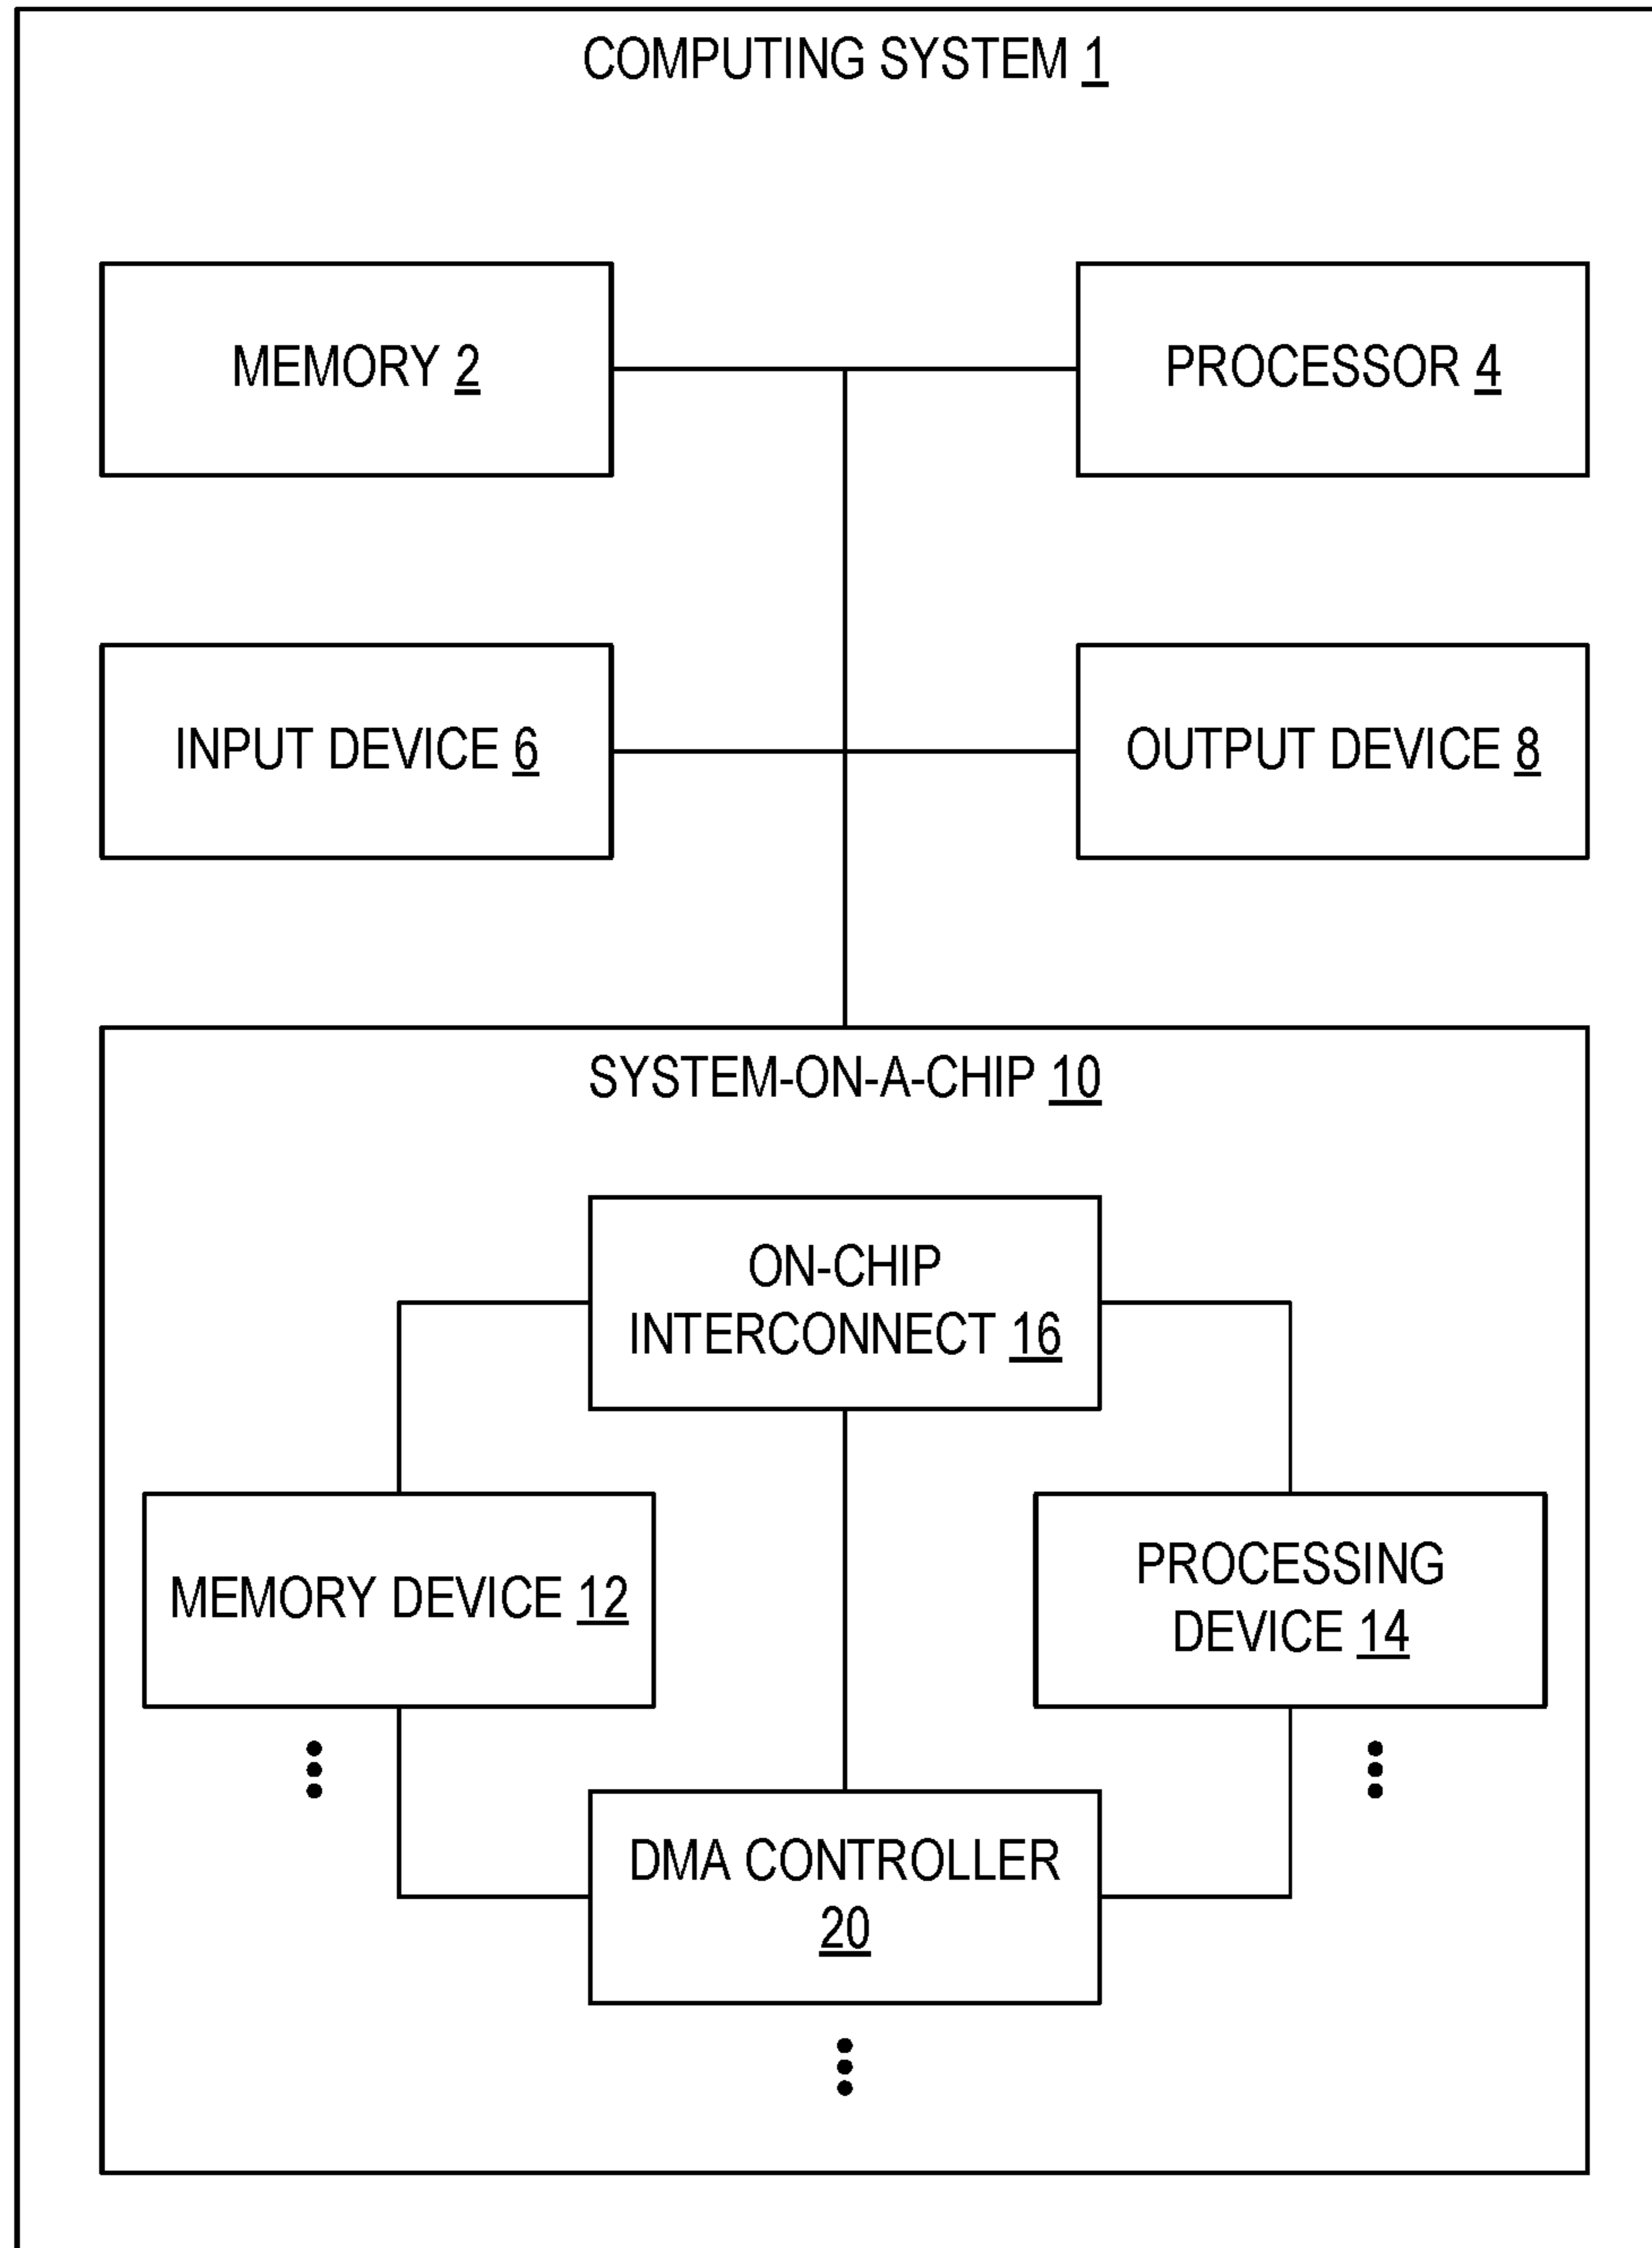 COMPUTING SYSTEM 1
MEMORY 2
PROCESSOR 4
INPUT DEVICE 6
OUTPUT DEVICE 8
SYSTEM-ON-A-CHIP 10
ON-CHIP
INTERCONNECT 16
MEMORY DEVICE 12
PROCESSING
DEVICE 14
DMA CONTROLLER
20